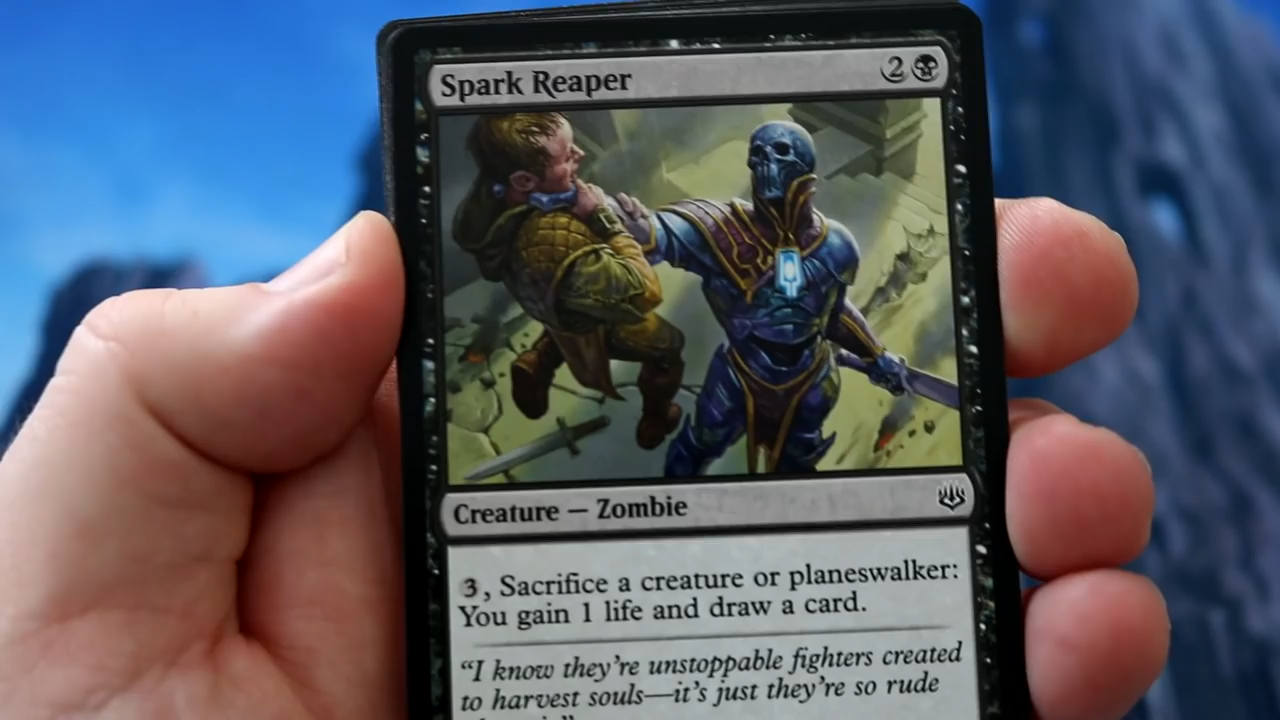 Spark Reaper 2
Creature — Zombie
3, Sacrifice a creature or planeswalker:
You gain 1 life and draw a card.
“I know they’re unstoppable fighters created
to harvest souls—it’s just they’re so rude